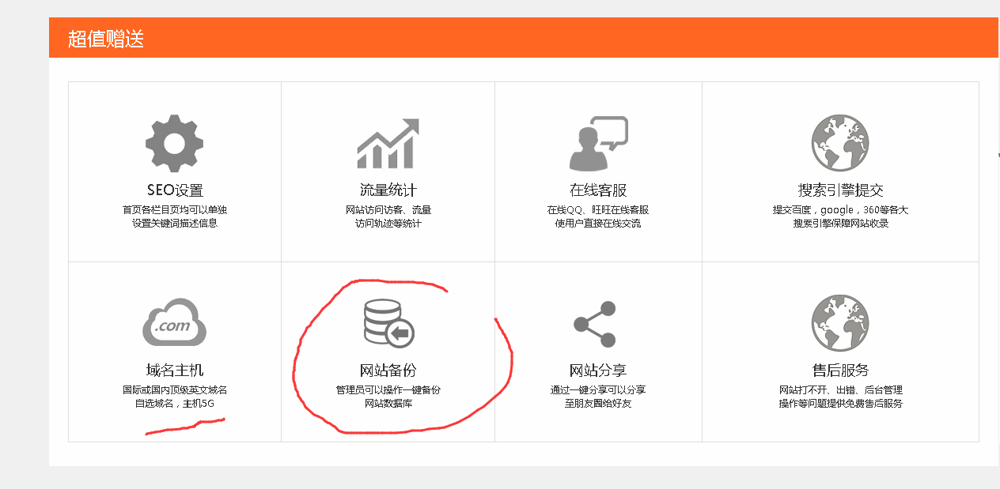 超值赠送
SEO设置
首页各栏目页均可以单独
设置关键词描述信息
流量统计
网站访问访客、流量
访问轨迹等统计
在线客服
在线QQ、旺旺在线客服
使用户直接在线交流
搜索引擎提交
提交百度，google，360等各大
搜索引擎保障网站收录
.com
域名主机
国际或国内顶级英文域名
自选域名，主机5G
网站备份
管理员可以操作一键备份
网站数据库
网站分享
通过一键分享可以分享
至朋友圈给好友
售后服务
网站打不开、出错、后台管理
操作等问题提供免费售后服务